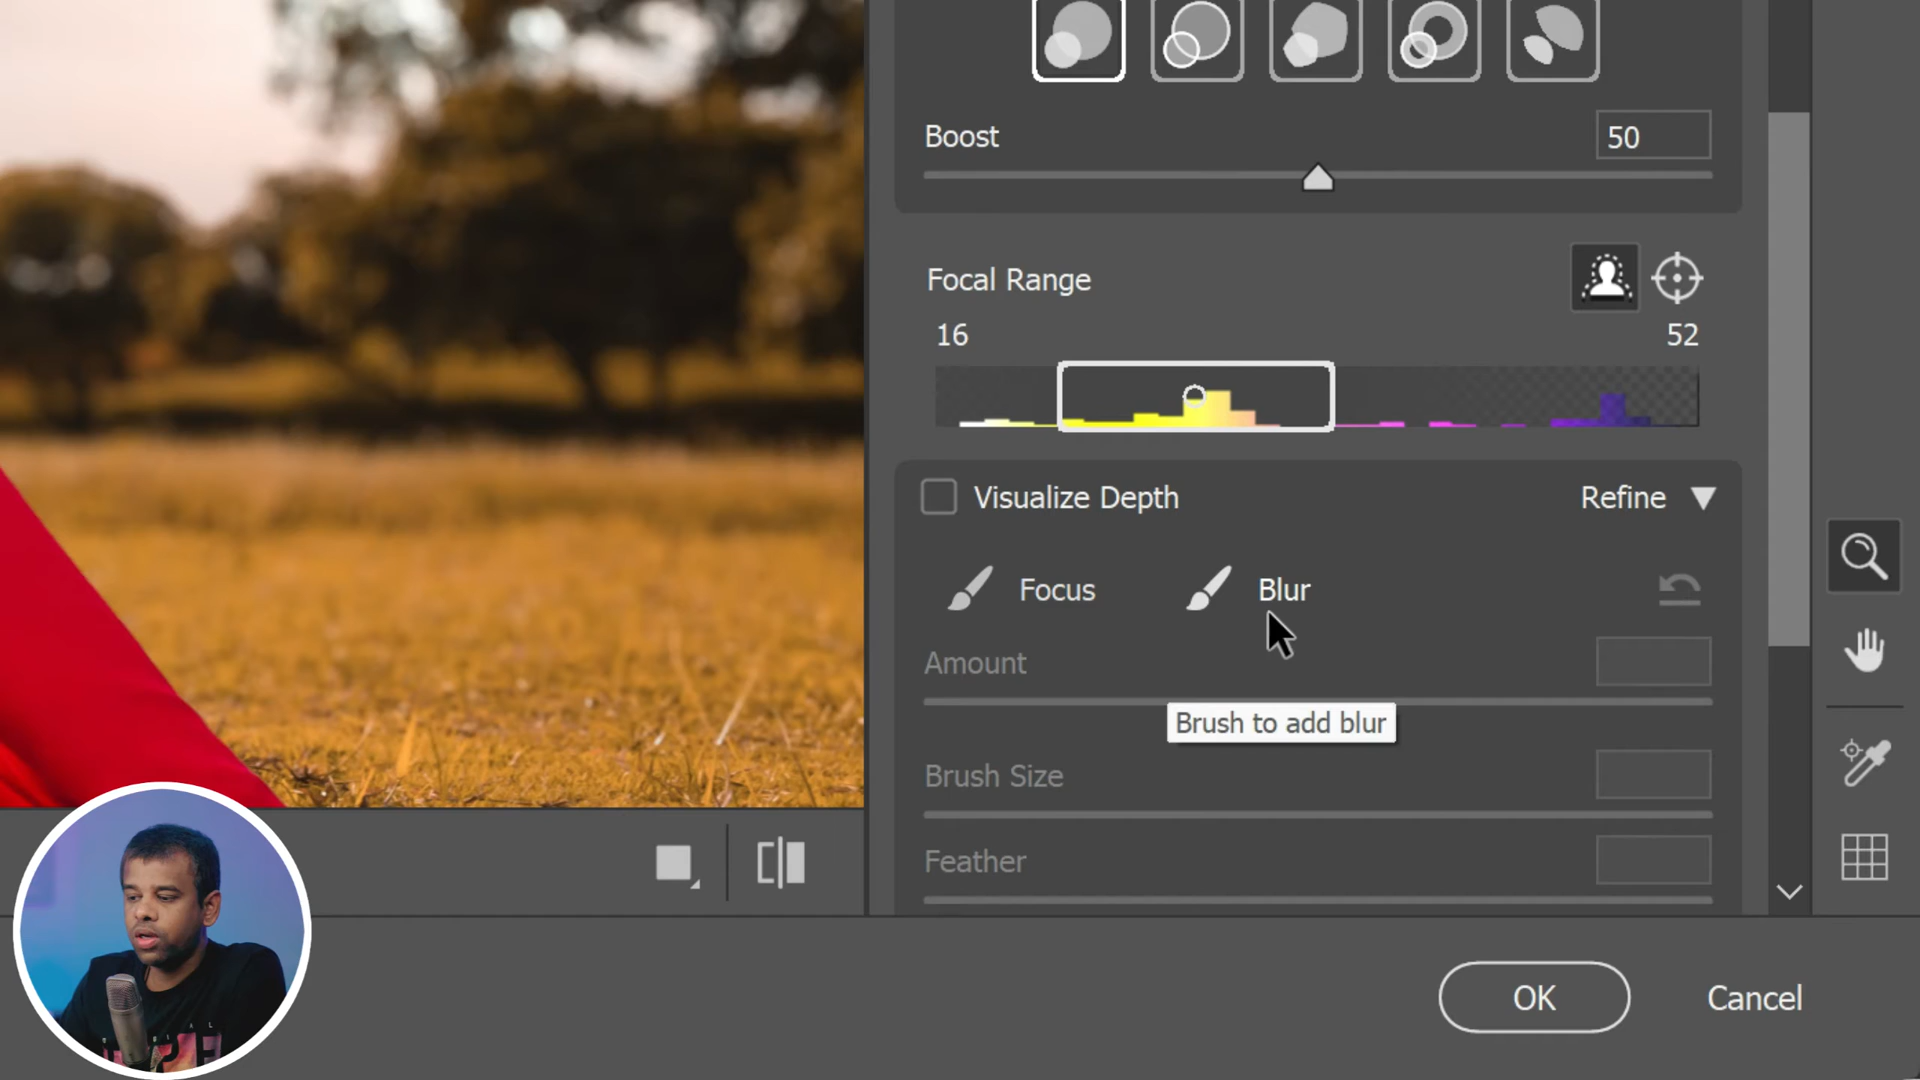 Boost
50
Focal Range
16
52
Visualize Depth
Refine
Focus
Blur
Amount
Brush to add blur
Brush Size
Feather
OK
Cancel